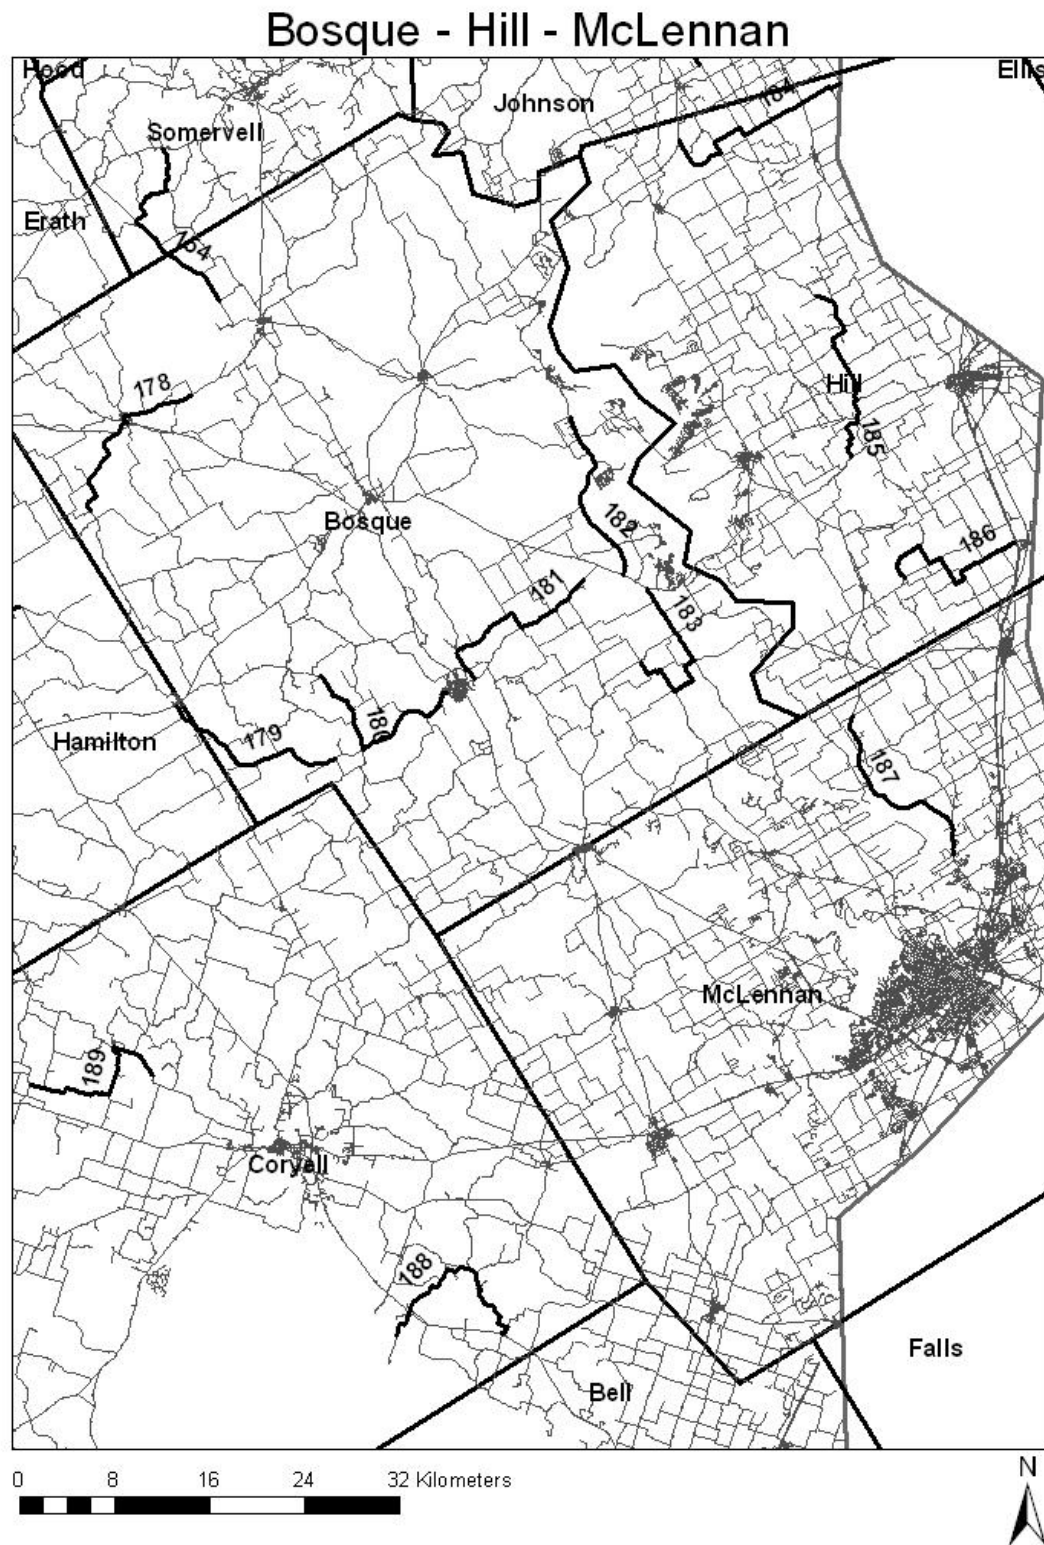 Bosque - Hill - McLennan
Hood
Ellis
Johnson
184
Somervell
Erath
164
178
Hill
185
Bosque
182
186
181
183
180
179
Hamilton
187
McLennan
189
Coryell
188
Falls
Bell
0 8 16 24 32 Kilometers
N